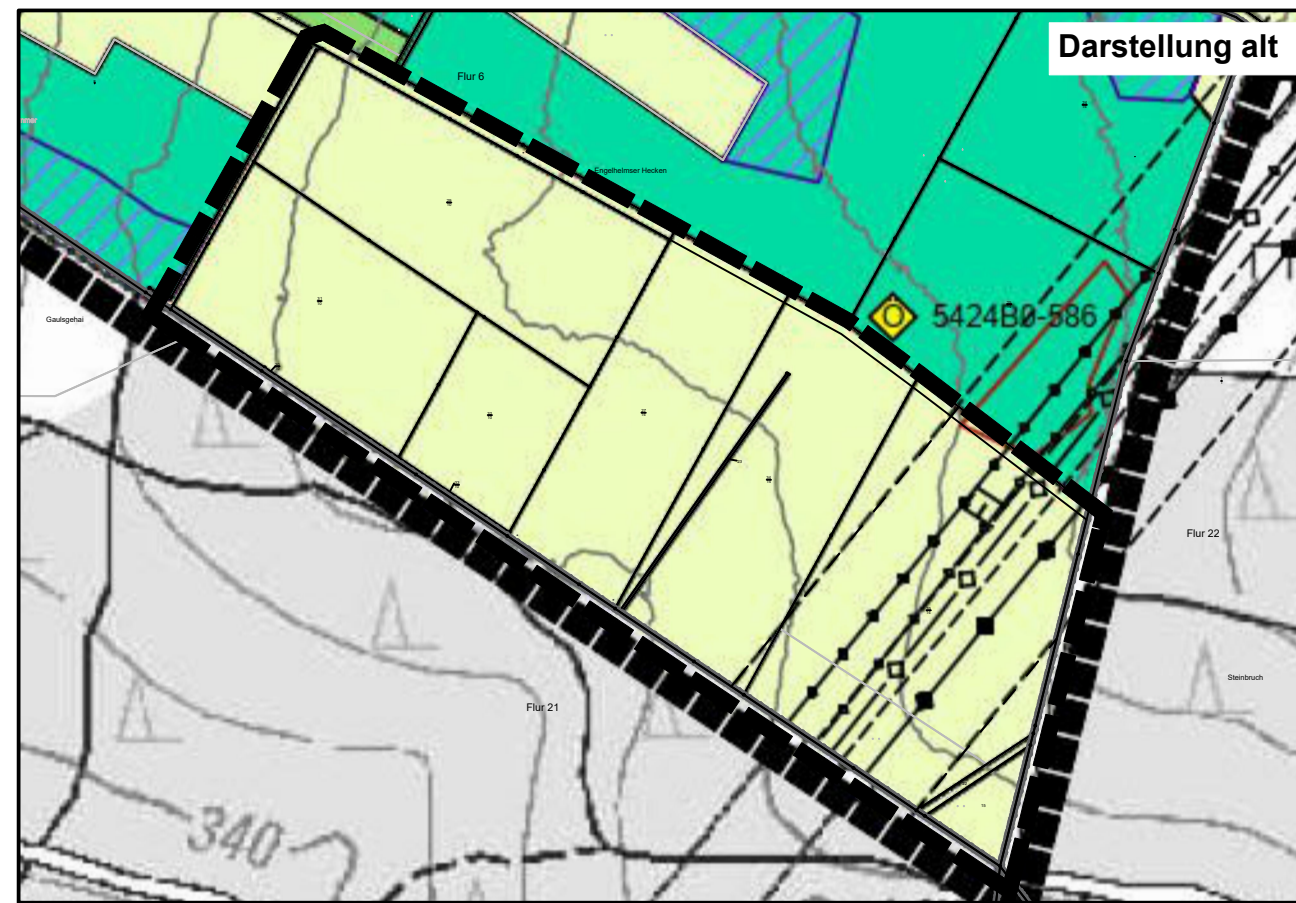 Darstellung alt
Flur 6
Engelhelmser Hecken
Gaulsgehai
5424B0-586
Flur 22
Steinbruch
Flur 21
340